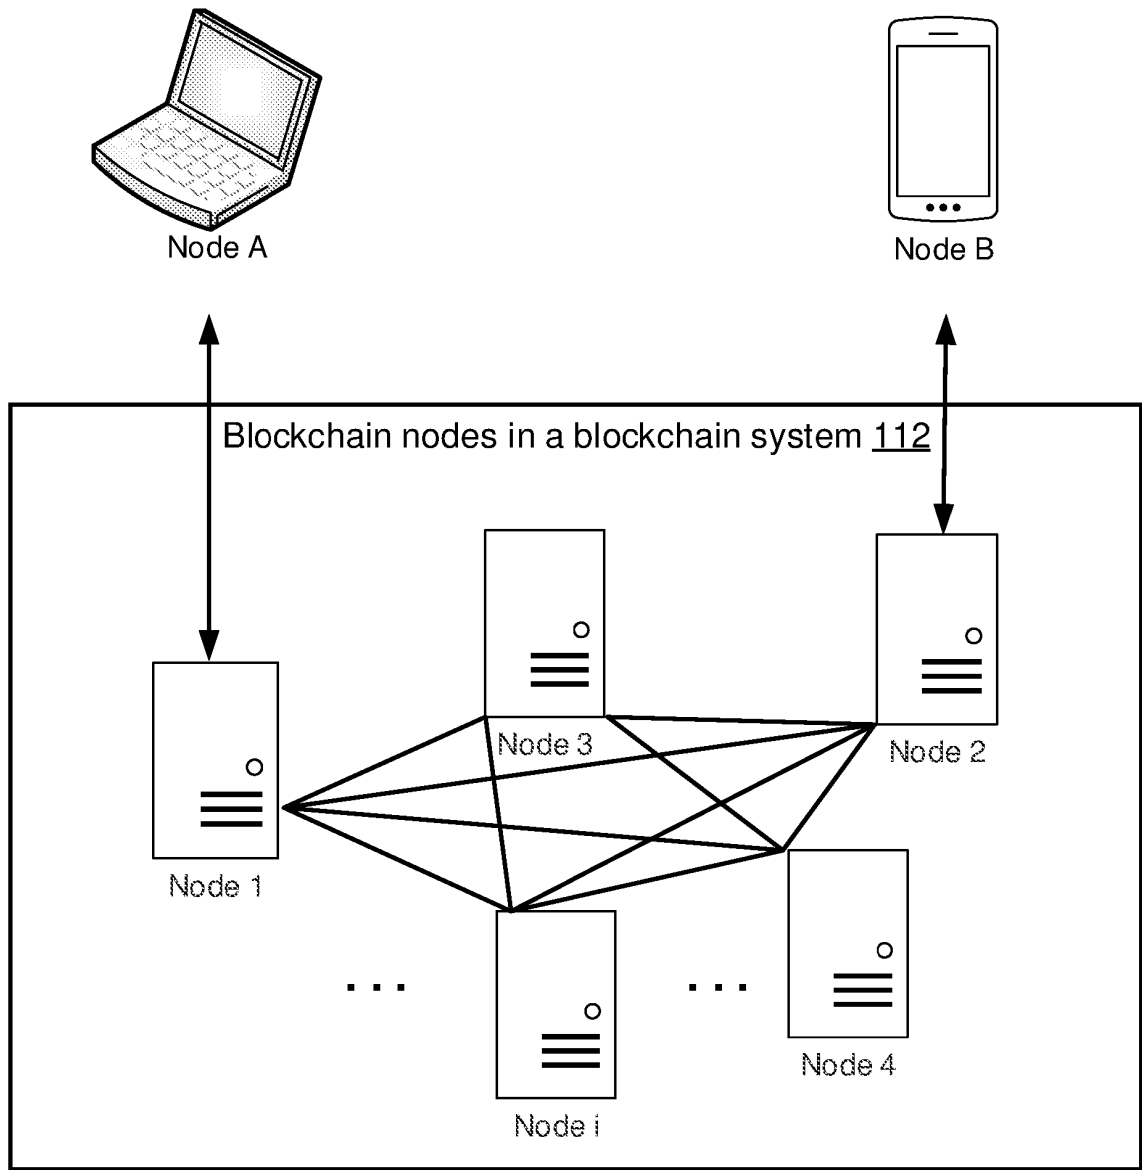 Node A
Node B
Blockchain nodes in a blockchain system 112
Node 3
Node 2
Node 1
. . .
. . .
Node 4
Node i